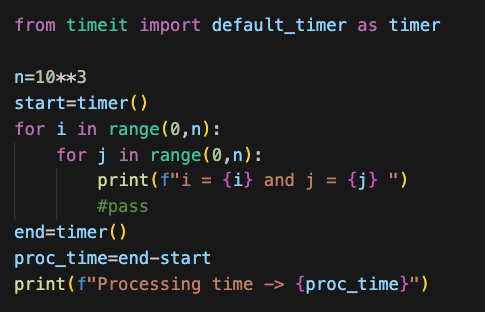 from timeit import default_timer as timer

n=10**3
start=timer()
for i in range(0,n):
    for j in range(0,n):
        print(f"i = {i} and j = {j} ")
        #pass
end=timer()
proc_time=end-start
print(f"Processing time -> {proc_time}")